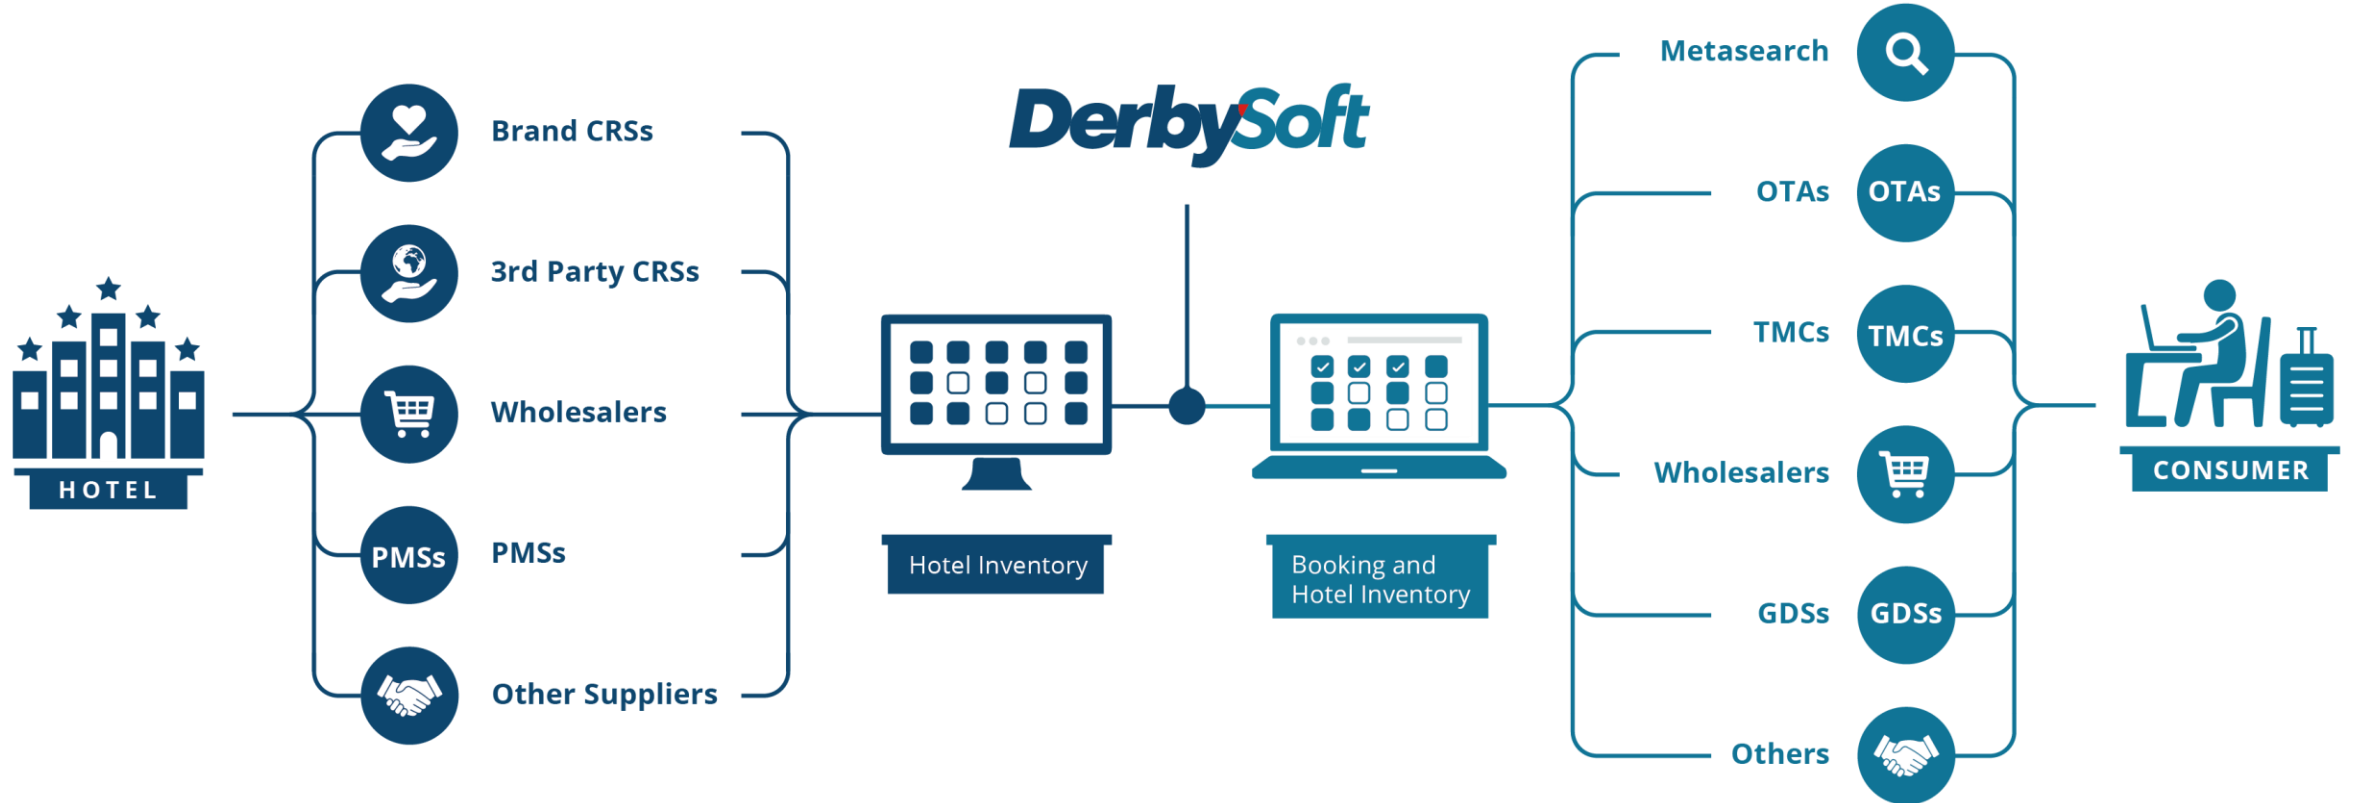 HOTEL
Brand CRSs
3rd Party CRSs
Wholesalers
PMSs PMSs
Other Suppliers
DerbySoft
Hotel Inventory
Booking and
Hotel Inventory
Metasearch
OTAs OTAs
TMCs TMCs
Wholesalers
GDSs GDSs
Others
CONSUMER